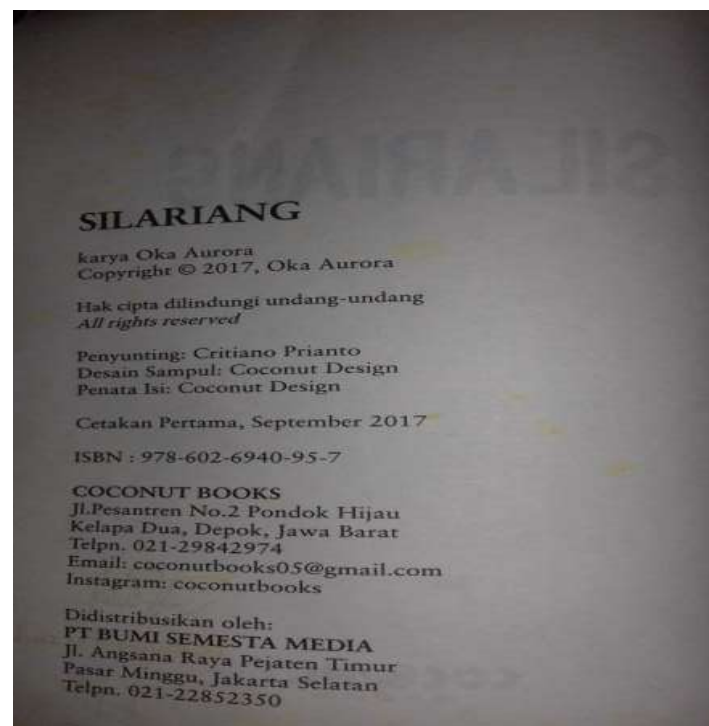 SILARIANG
karya Oka Aurora
Copyright © 2017, Oka Aurora
Hak cipta dilindungi undang-undang
All rights reserved
Penyunting: Critiano Prianto
Desain Sampul: Coconut Design
Penata Isi: Coconut Design
Cetakan Pertama, September 2017
ISBN : 978-602-6940-95-7
COCONUT BOOKS
Jl.Pesantren No.2 Pondok Hijau
Kelapa Dua, Depok, Jawa Barat
Telpn. 021-29842974
Email: coconutbooks05@gmail.com
Instagram: coconutbooks
Didistribusikan oleh:
PT BUMI SEMESTA MEDIA
Jl. Angsana Raya Pejaten Timur
Pasar Minggu, Jakarta Selatan
Telpn. 021-22852350